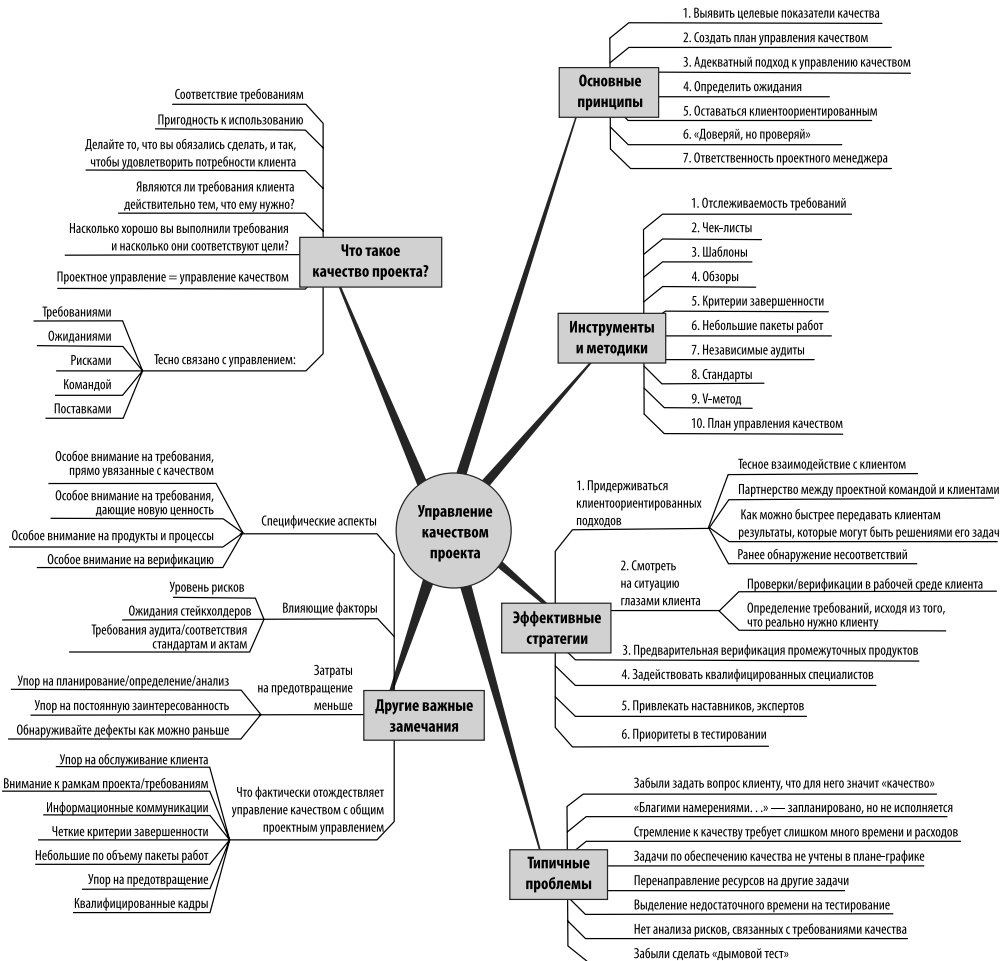 Управление
качеством
проекта
Основные
принципы
1. Выявить целевые показатели качества
2. Создать план управления качеством
3. Адекватный подход к управлению качеством
4. Определить ожидания
5. Оставаться клиентоориентированным
6. «Доверяй, но проверяй»
7. Ответственность проектного менеджера
Инструменты
и методики
1. Отслеживаемость требований
2. Чек-листы
3. Шаблоны
4. Обзоры
5. Критерии завершенности
6. Небольшие пакеты работ
7. Независимые аудиты
8. Стандарты
9. V-метод
10. План управления качеством
Эффективные
стратегии
1. Придерживаться
клиентоориентированных
подходов
Тесное взаимодействие с клиентом
Партнерство между проектной командой и клиентами
Как можно быстрее передавать клиентам
результаты, которые могут быть решениями его задач
Ранее обнаружение несоответствий
2. Смотреть
на ситуацию
глазами клиента
Проверки/верификации в рабочей среде клиента
Определение требований, исходя из того,
что реально нужно клиенту
3. Предварительная верификация промежуточных продуктов
4. Задействовать квалифицированных специалистов
5. Привлекать наставников, экспертов
6. Приоритеты в тестировании
Типичные
проблемы
Забыли задать вопрос клиенту, что для него значит «качество»
«Благими намерениями. . .» — запланировано, но не исполняется
Стремление к качеству требует слишком много времени и расходов
Задачи по обеспечению качества не учтены в плане-графике
Перенаправление ресурсов на другие задачи
Выделение недостаточного времени на тестирование
Нет анализа рисков, связанных с требованиями качества
Забыли сделать «дымовой тест»
Что такое
качество проекта?
Соответствие требованиям
Пригодность к использованию
Делайте то, что вы обязались сделать, и так,
чтобы удовлетворить потребности клиента
Являются ли требования клиента
действительно тем, что ему нужно?
Насколько хорошо вы выполнили требования
и насколько они соответствуют цели?
Проектное управление = управление качеством
Тесно связано с управлением:
Требованиями
Ожиданиями
Рисками
Командой
Поставками
Другие важные
замечания
Специфические аспекты
Особое внимание на требования,
прямо увязанные с качеством
Особое внимание на требования,
дающие новую ценность
Особое внимание на продукты и процессы
Особое внимание на верификацию
Влияющие факторы
Уровень рисков
Ожидания стейкхолдеров
Требования аудита/соответствия
стандартам и актам
Затраты
на предотвращение
меньше
Упор на планирование/определение/анализ
Упор на постоянную заинтересованность
Обнаруживайте дефекты как можно раньше
Что фактически отождествляет
управление качеством с общим
проектным управлением
Упор на обслуживание клиента
Внимание к рамкам проекта/требованиям
Информационные коммуникации
Четкие критерии завершенности
Небольшие по объему пакеты работ
Упор на предотвращение
Квалифицированные кадры